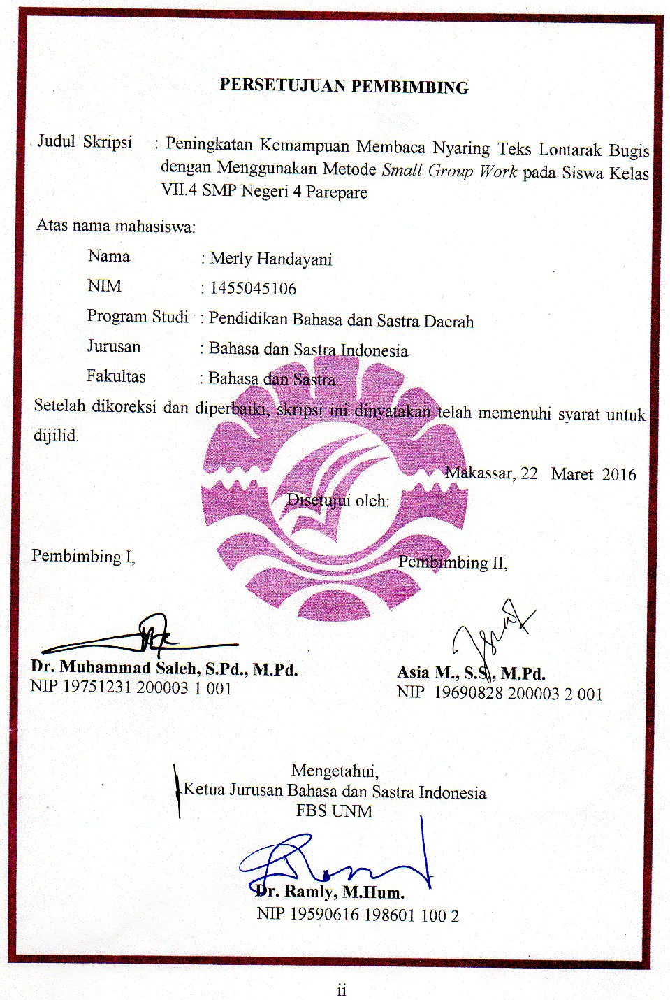 PERSETUJUAN PEMBIMBING
Judul Skripsi : Peningkatan Kemampuan Membaca Nyaring Teks Lontarak Bugis
dengan Menggunakan Metode Small Group Work pada Siswa Kelas
VII.4 SMP Negeri 4 Parepare
Atas nama mahasiswa:
Nama : Merly Handayani
NIM : 1455045106
Program Studi : Pendidikan Bahasa dan Sastra Daerah
Jurusan : Bahasa dan Sastra Indonesia
Fakultas : Bahasa dan Sastra
Setelah dikoreksi dan diperbaiki, skripsi ini dinyatakan telah memenuhi syarat untuk
dijilid.
Makassar, 22 Maret 2016
Disetujui oleh:
Pembimbing I, Pembimbing II,
Dr. Muhammad Saleh, S.Pd., M.Pd. Asia M., S.S., M.Pd.
NIP 19751231 200003 1 001 NIP 19690828 200003 2 001
Mengetahui,
Ketua Jurusan Bahasa dan Sastra Indonesia
FBS UNM
Dr. Ramly, M.Hum.
NIP 19590616 198601 100 2
ii